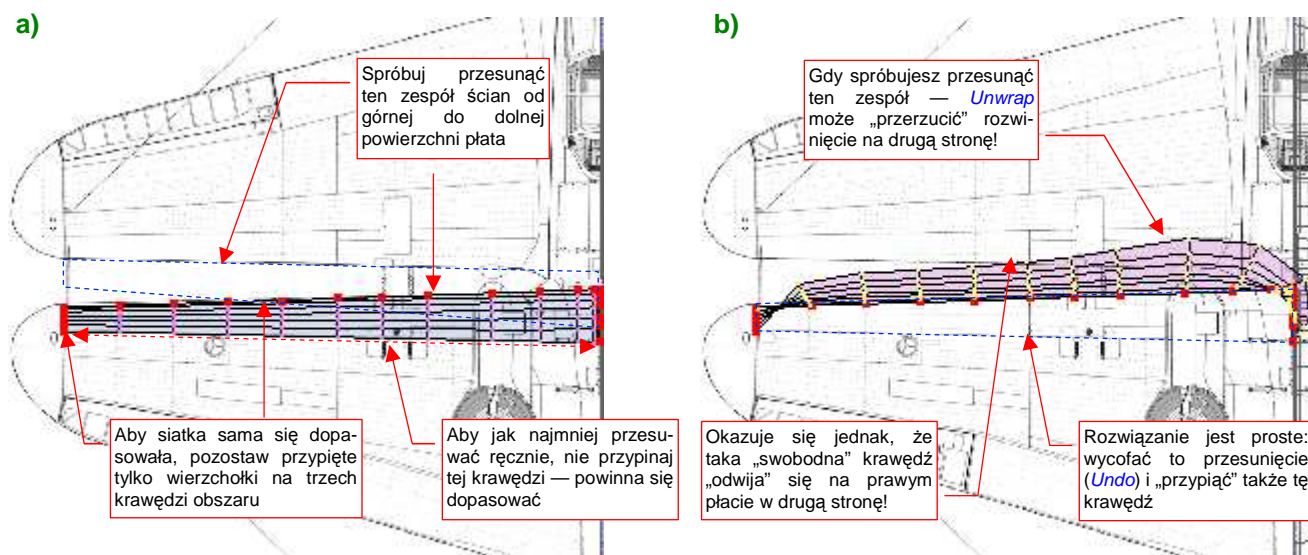 a)
Spróbuj przesunąć
ten zespół ścian od
górnej do dolnej
powierzchni płata
Aby siatka sama się dopa-
sowała, pozostaw przypięte
tylko wierzchołki na trzech
krawędzi obszaru
Aby jak najmniej przesu-
wać ręcznie, nie przypinaj
tej krawędzi — powinna się
dopasować
b)
Gdy spróbujesz przesunąć
ten zespół — Unwrap
może „przerzucić” rozwi-
nięcie na drugą stronę!
Okazuje się jednak, że
taka „swobodna” krawędź
„odwija” się na prawym
płacie w drugą stronę!
Rozwiązanie jest proste:
wycofać to przesunięcie
(Undo) i „przypiąć” także tę
krawędź